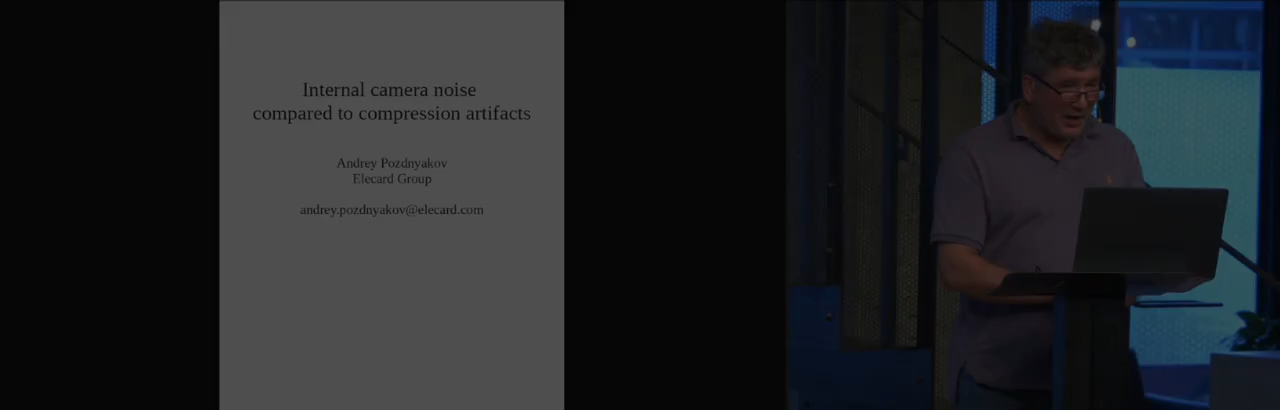 Internal camera noise
compared to compression artifacts
Andrey Pozdnyakov
Elecard Group
andrey.pozdnyakov@elecard.com